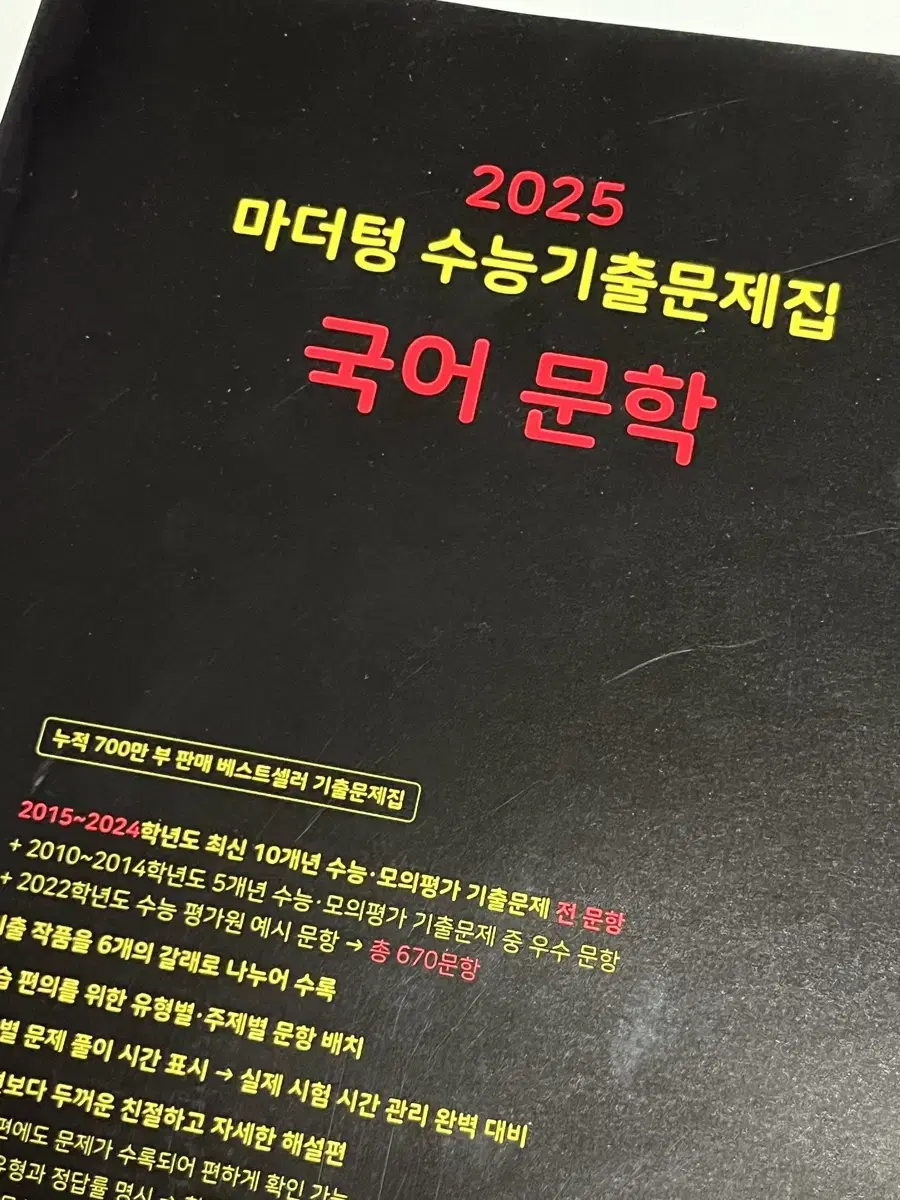 2025
마더텅 수능기출문제집
국어 문학
누적 700만 부 판매 베스트셀러 기출문제집
2015~2024학년도 최신 10개년 수능·모의평가 기출문제 전 문항
+ 2010~2014학년도 5개년 수능·모의평가 기출문제 중 우수 문항
+ 2022학년도 수능 평가원 예시 문항 → 총 670문항
작품을 6개의 갈래로 나누어 수록
편의를 위한 유형별·주제별 문항 배치
문제 풀이 시간 표시 → 실제 시험 시간 관리 완벽 대비
두꺼운 친절하고 자세한 해설편
문제가 수록되어 편하게 확인 가능
정답률 명시